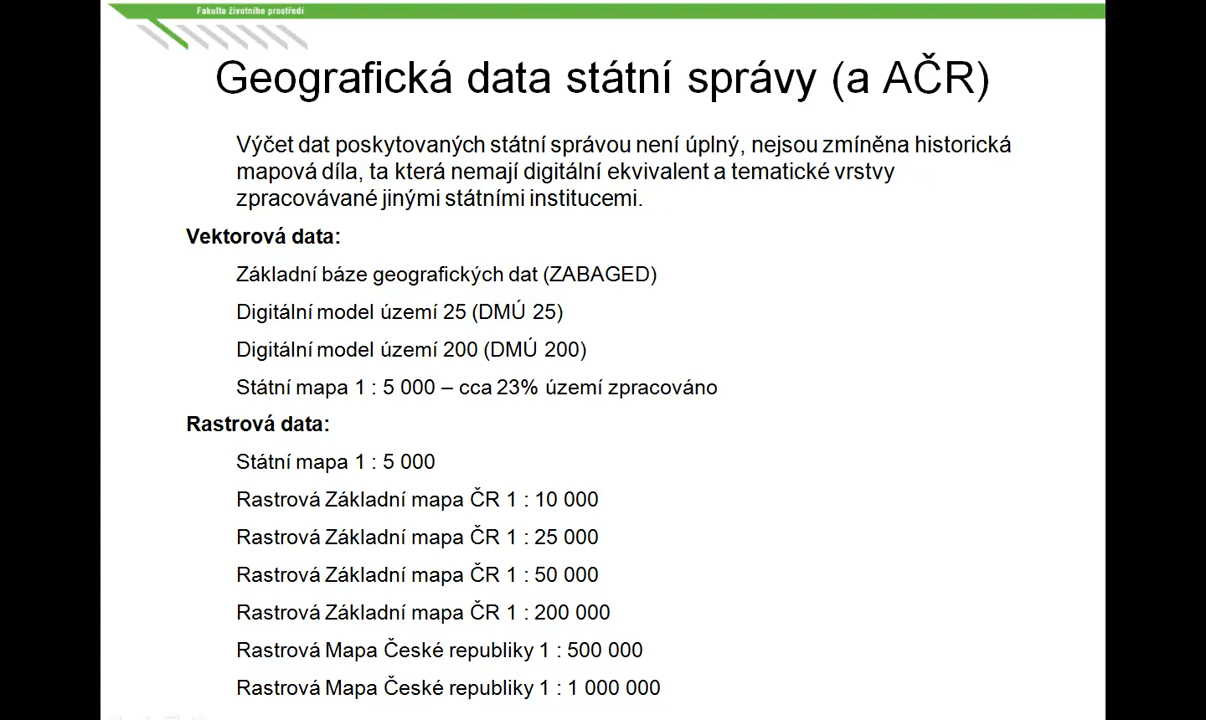 Fakulta životního prostředí
Geografická data státní správy (a AČR)
Výčet dat poskytovaných státní správou není úplný, nejsou zmíněna historická
mapová díla, ta která nemají digitální ekvivalent a tematické vrstvy
zpracovávané jinými státními institucemi.
Vektorová data:
Základní báze geografických dat (ZABAGED)
Digitální model území 25 (DMÚ 25)
Digitální model území 200 (DMÚ 200)
Státní mapa 1 : 5 000 – cca 23% území zpracováno
Rastrová data:
Státní mapa 1 : 5 000
Rastrová Základní mapa ČR 1 : 10 000
Rastrová Základní mapa ČR 1 : 25 000
Rastrová Základní mapa ČR 1 : 50 000
Rastrová Základní mapa ČR 1 : 200 000
Rastrová Mapa České republiky 1 : 500 000
Rastrová Mapa České republiky 1 : 1 000 000